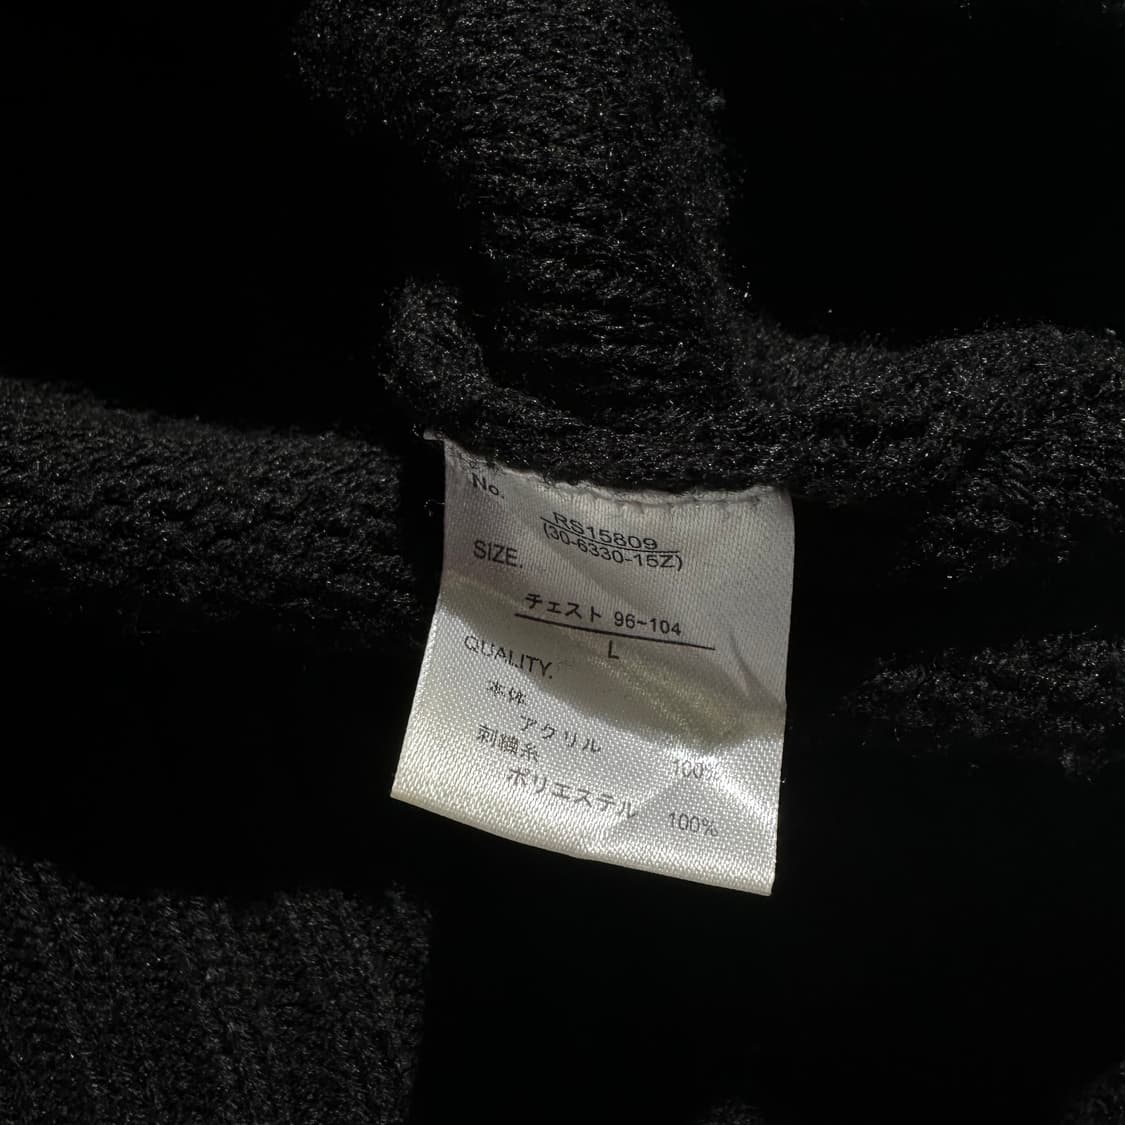 No.
RS15809
(30-6330-15Z)
SIZE.
チェスト 96~104
L
QUALITY.
本体
アクリル 100%
刺繍糸
ポリエステル 100%